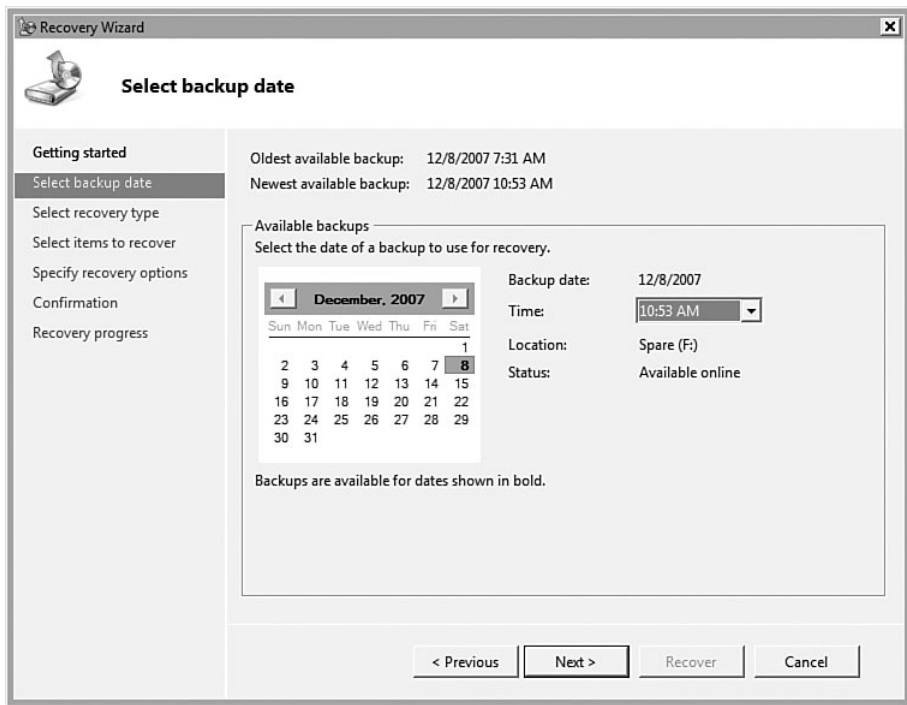 Recovery Wizard
Select backup date
Getting started
Select backup date
Select recovery type
Select items to recover
Specify recovery options
Confirmation
Recovery progress
Oldest available backup: 12/8/2007 7:31 AM
Newest available backup: 12/8/2007 10:53 AM
Available backups
Select the date of a backup to use for recovery.
December, 2007
Sun Mon Tue Wed Thu Fri Sat
1
2 3 4 5 6 7 8
9 10 11 12 13 14 15
16 17 18 19 20 21 22
23 24 25 26 27 28 29
30 31
Backup date: 12/8/2007
Time: 10:53 AM
Location: Spare (F:)
Status: Available online
Backups are available for dates shown in bold.
< Previous Next > Recover Cancel